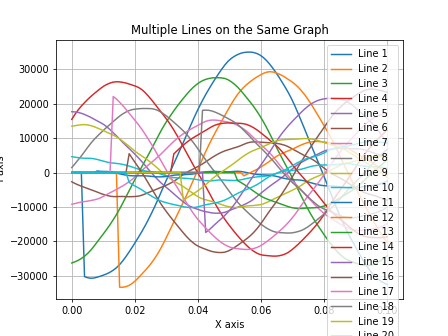 Multiple Lines on the Same Graph
30000
20000
10000
0
−10000
−20000
−30000
0.00
0.02
0.04
0.06
X axis
Line 1
Line 2
Line 3
Line 4
Line 5
Line 6
Line 7
Line 8
Line 9
Line 10
Line 11
Line 12
Line 13
Line 14
Line 15
Line 16
Line 17
Line 18
Line 19
Line 20